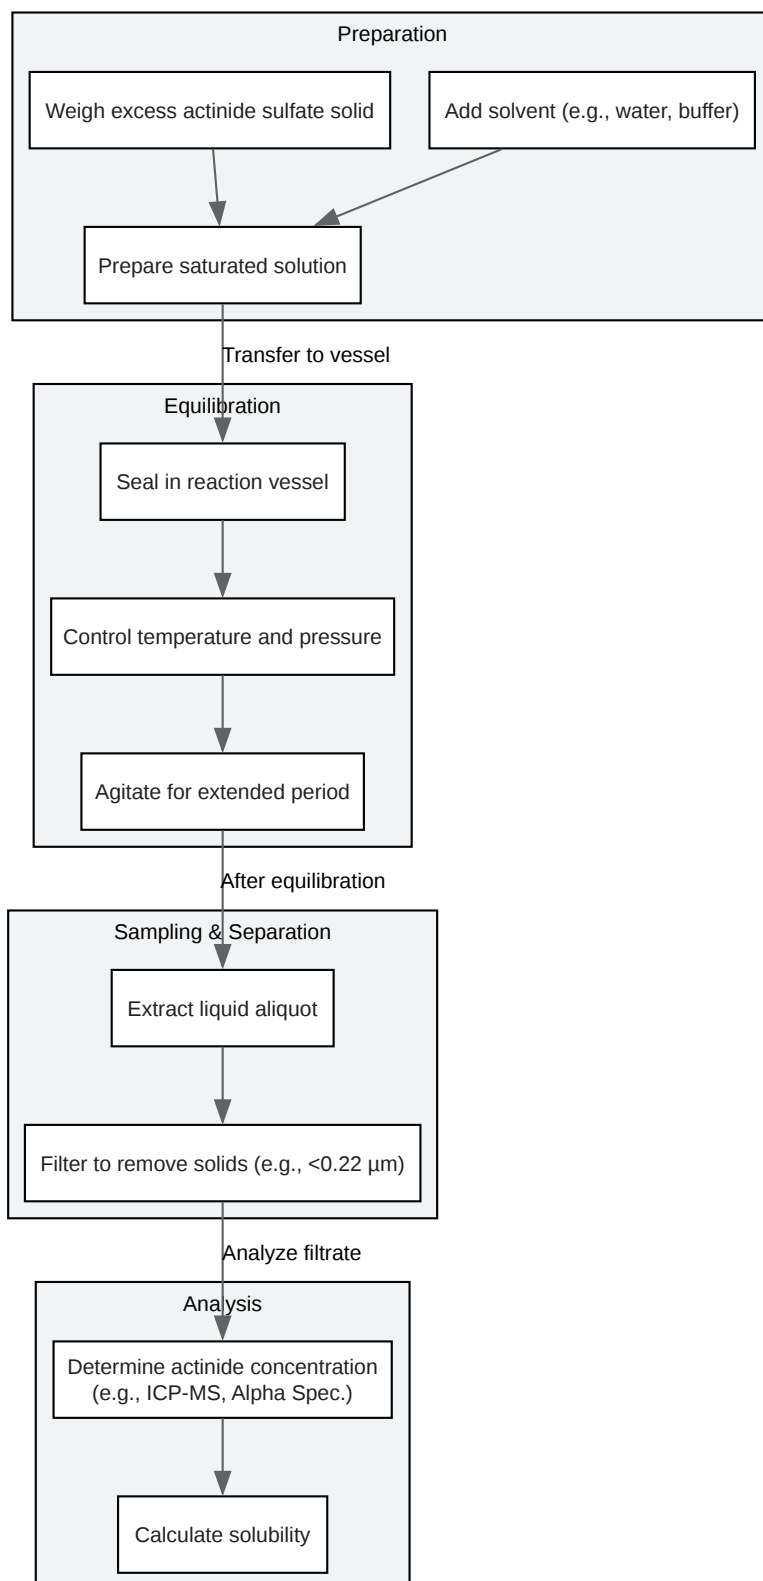 Preparation
Weigh excess actinide sulfate solid
Add solvent (e.g., water, buffer)
Prepare saturated solution
Transfer to vessel
Equilibration
Seal in reaction vessel
Control temperature and pressure
Agitate for extended period
After equilibration
Sampling & Separation
Extract liquid aliquot
Filter to remove solids (e.g., <0.22 µm)
Analyze filtrate
Analysis
Determine actinide concentration
(e.g., ICP-MS, Alpha Spec.)
Calculate solubility